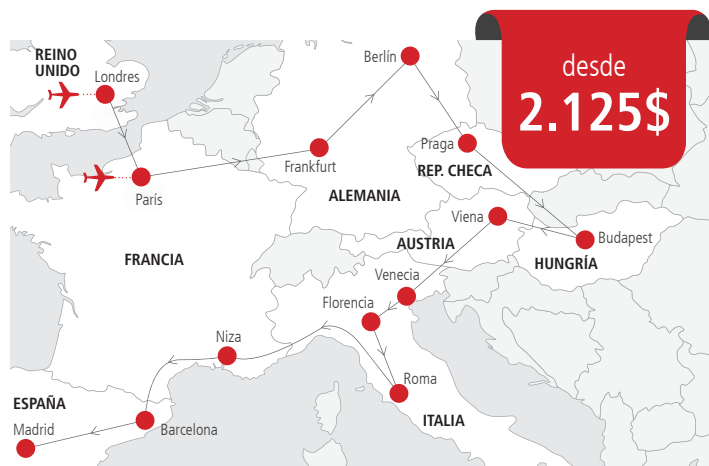 desde
2.125$
REINO
UNIDO
Londres
Berlín
Praga
REP. CHECA
Frankfurt
París
ALEMANIA
Viena
Budapest
AUSTRIA
HUNGRÍA
FRANCIA
Venecia
Florencia
Niza
Roma
ESPAÑA
Madrid
Barcelona
ITALIA